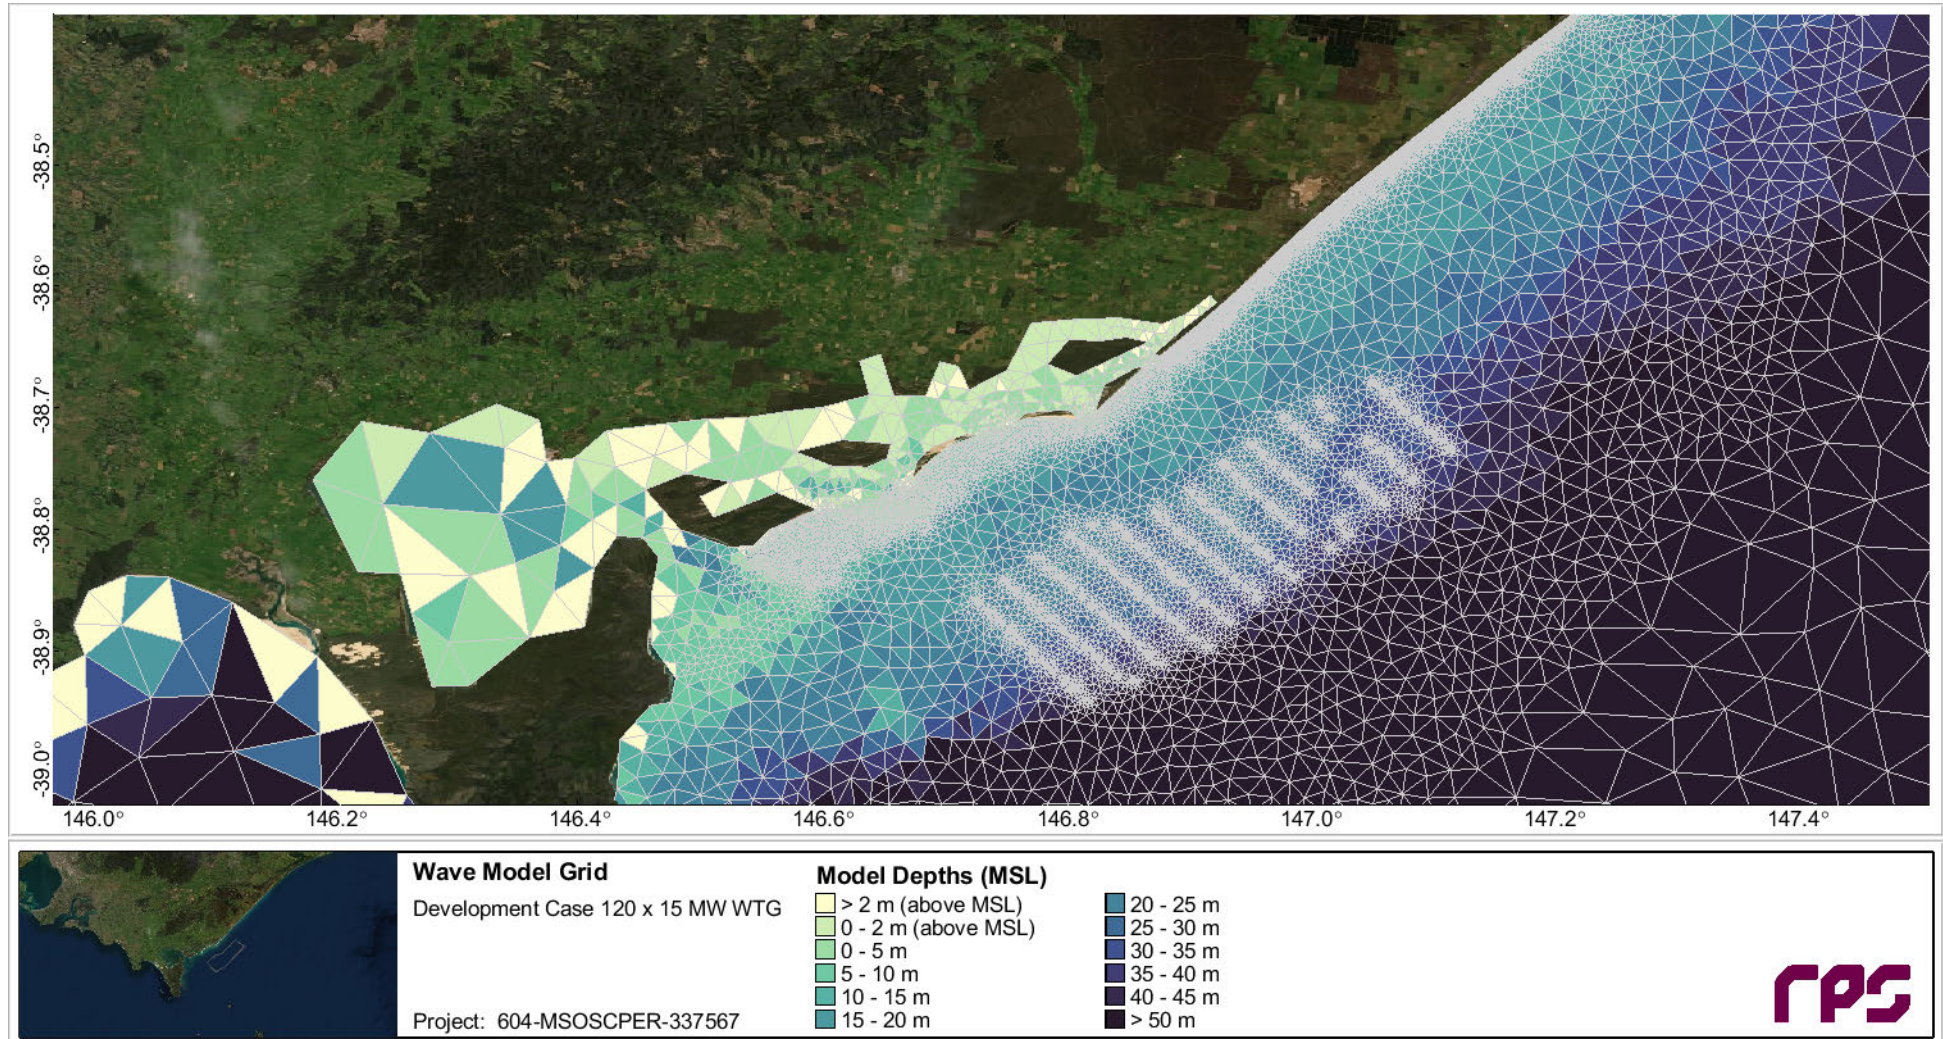 -38.5°
-38.6°
-38.7°
-38.8°
-38.9°
-39.0°
146.0° 146.2° 146.4° 146.6° 146.8° 147.0° 147.2° 147.4°
Wave Model Grid
Development Case 120 x 15 MW WTG
Project: 604-MSOSCPER-337567
Model Depths (MSL)
> 2 m (above MSL)
0 - 2 m (above MSL)
0 - 5 m
5 - 10 m
10 - 15 m
15 - 20 m
20 - 25 m
25 - 30 m
30 - 35 m
35 - 40 m
40 - 45 m
> 50 m
rps